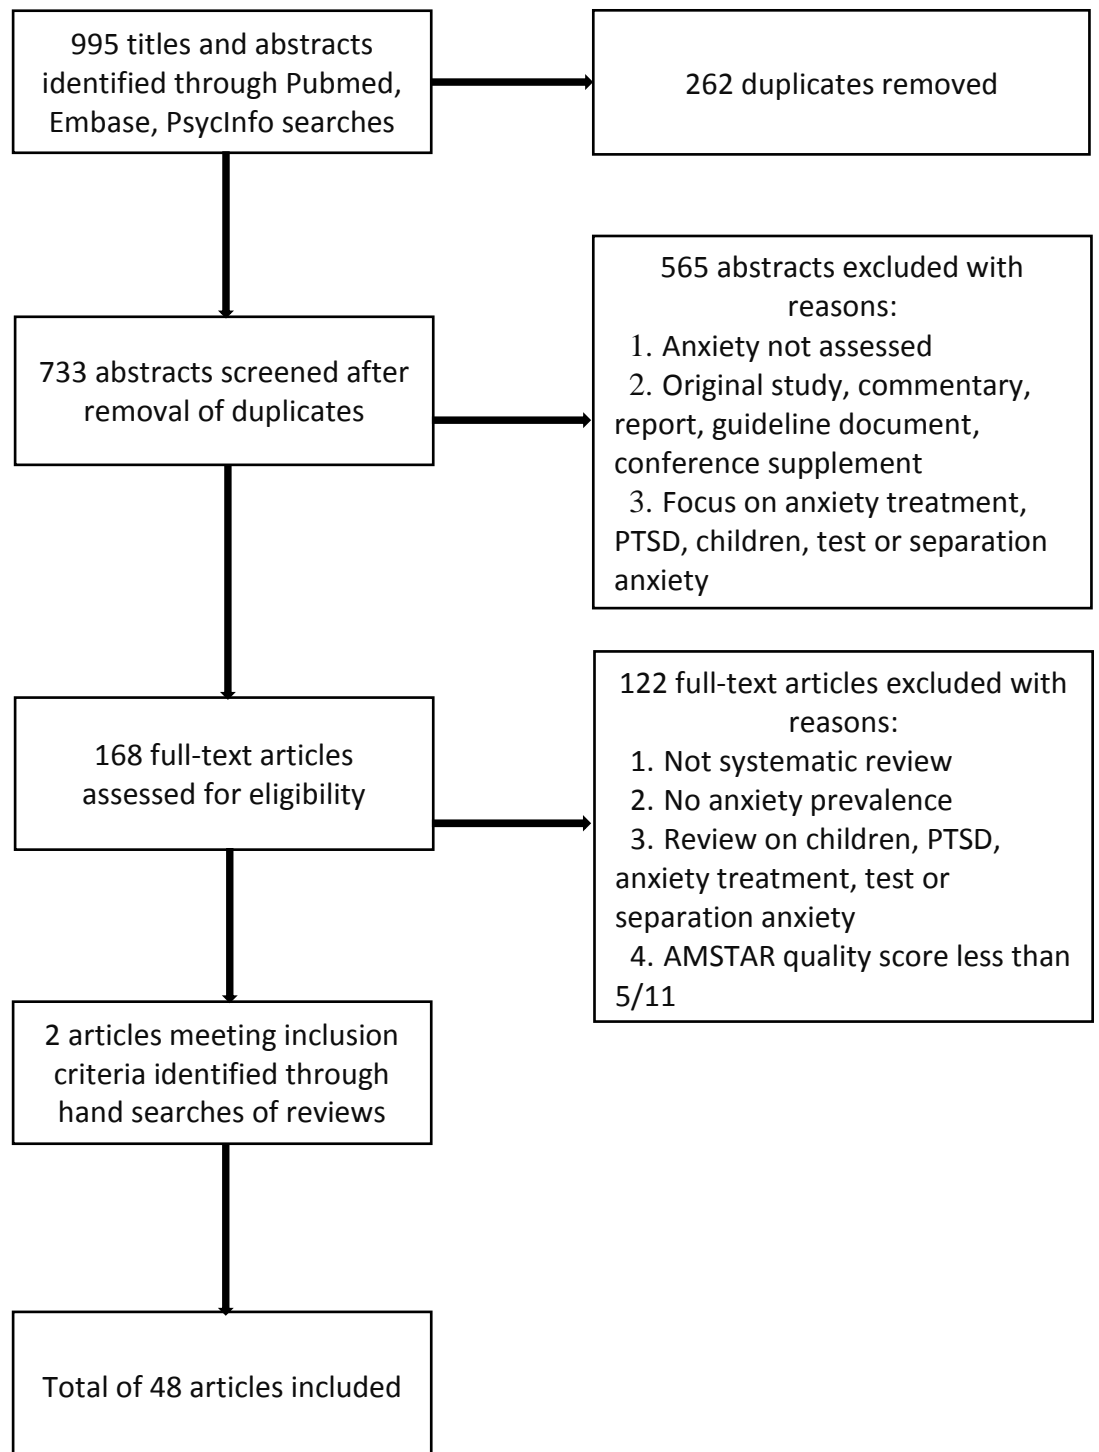 995 titles and abstracts
identified through Pubmed,
Embase, PsycInfo searches
262 duplicates removed
733 abstracts screened after
removal of duplicates
565 abstracts excluded with
reasons:
1. Anxiety not assessed
2. Original study, commentary,
report, guideline document,
conference supplement
3. Focus on anxiety treatment,
PTSD, children, test or separation
anxiety
168 full-text articles
assessed for eligibility
122 full-text articles excluded with
reasons:
1. Not systematic review
2. No anxiety prevalence
3. Review on children, PTSD,
anxiety treatment, test or
separation anxiety
4. AMSTAR quality score less than
5/11
2 articles meeting inclusion
criteria identified through
hand searches of reviews
Total of 48 articles included